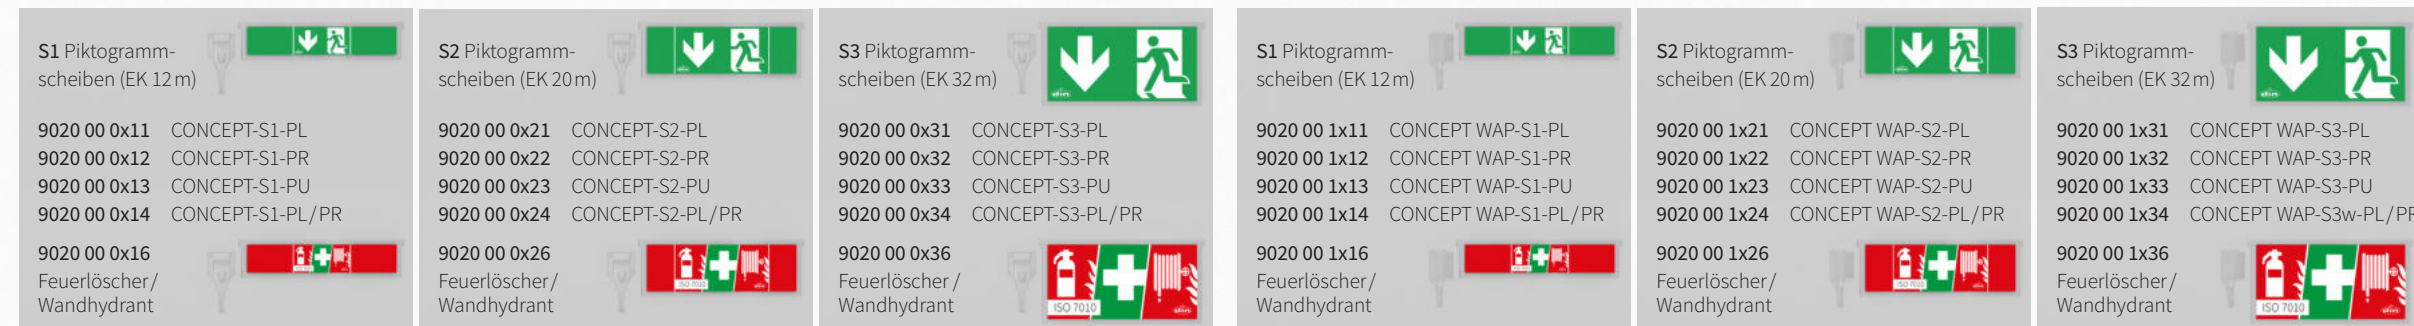 S1 Piktogramm-
scheiben (EK 12 m)
9020 00 0x11 CONCEPT-S1-PL
9020 00 0x12 CONCEPT-S1-PR
9020 00 0x13 CONCEPT-S1-PU
9020 00 0x14 CONCEPT-S1-PL/PR
9020 00 0x16
Feuerlöscher/
Wandhydrant
S2 Piktogramm-
scheiben (EK 20 m)
9020 00 0x21 CONCEPT-S2-PL
9020 00 0x22 CONCEPT-S2-PR
9020 00 0x23 CONCEPT-S2-PU
9020 00 0x24 CONCEPT-S2-PL/PR
9020 00 0x26
Feuerlöscher/
Wandhydrant
ISO 7010
S3 Piktogramm-
scheiben (EK 32 m)
9020 00 0x31 CONCEPT-S3-PL
9020 00 0x32 CONCEPT-S3-PR
9020 00 0x33 CONCEPT-S3-PU
9020 00 0x34 CONCEPT-S3-PL/PR
9020 00 0x36
Feuerlöscher/
Wandhydrant
ISO 7010
S1 Piktogramm-
scheiben (EK 12 m)
9020 00 1x11 CONCEPT WAP-S1-PL
9020 00 1x12 CONCEPT WAP-S1-PR
9020 00 1x13 CONCEPT WAP-S1-PU
9020 00 1x14 CONCEPT WAP-S1-PL/PR
9020 00 1x16
Feuerlöscher/
Wandhydrant
S2 Piktogramm-
scheiben (EK 20 m)
9020 00 1x21 CONCEPT WAP-S2-PL
9020 00 1x22 CONCEPT WAP-S2-PR
9020 00 1x23 CONCEPT WAP-S2-PU
9020 00 1x24 CONCEPT WAP-S2-PL/PR
9020 00 1x26
Feuerlöscher/
Wandhydrant
ISO 7010
S3 Piktogramm-
scheiben (EK 32 m)
9020 00 1x31 CONCEPT WAP-S3-PL
9020 00 1x32 CONCEPT WAP-S3-PR
9020 00 1x33 CONCEPT WAP-S3-PU
9020 00 1x34 CONCEPT WAP-S3w-PL/PR
9020 00 1x36
Feuerlöscher/
Wandhydrant
ISO 7010